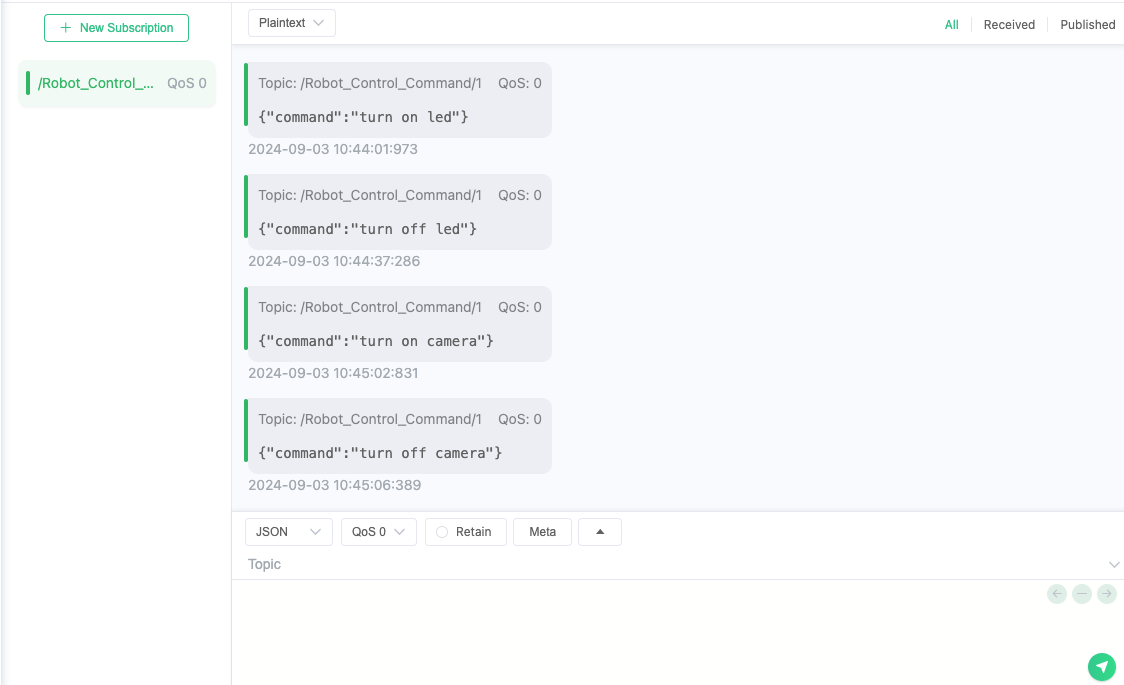 + New Subscription
/Robot_Control_... QoS 0
Plaintext
All Received Published
Topic: /Robot_Control_Command/1 QoS: 0
{"command":"turn on led"}
2024-09-03 10:44:01:973
Topic: /Robot_Control_Command/1 QoS: 0
{"command":"turn off led"}
2024-09-03 10:44:37:286
Topic: /Robot_Control_Command/1 QoS: 0
{"command":"turn on camera"}
2024-09-03 10:45:02:831
Topic: /Robot_Control_Command/1 QoS: 0
{"command":"turn off camera"}
2024-09-03 10:45:06:389
JSON QoS 0 Retain Meta
Topic